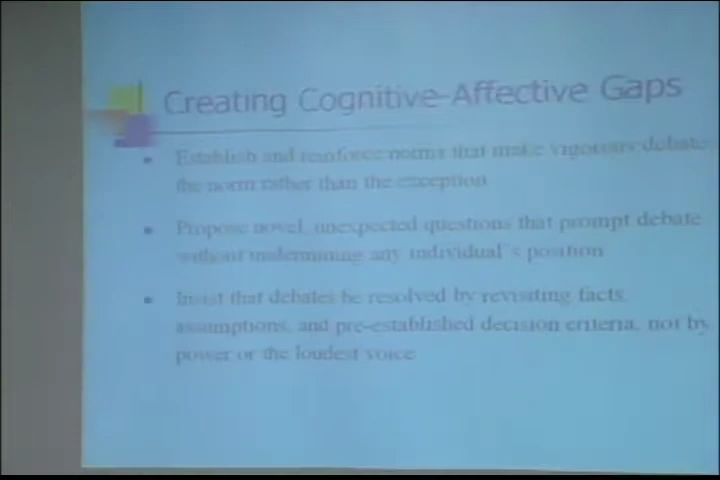 Creating Cognitive-Affective Gaps
Establish and reinforce norms that make vigorous debate
the norm rather than the exception
Propose novel, unexpected questions that prompt debate
without undermining any individual's position
Insist that debates be resolved by revisiting facts,
assumptions, and pre-established decision criteria, not by
power or the loudest voice